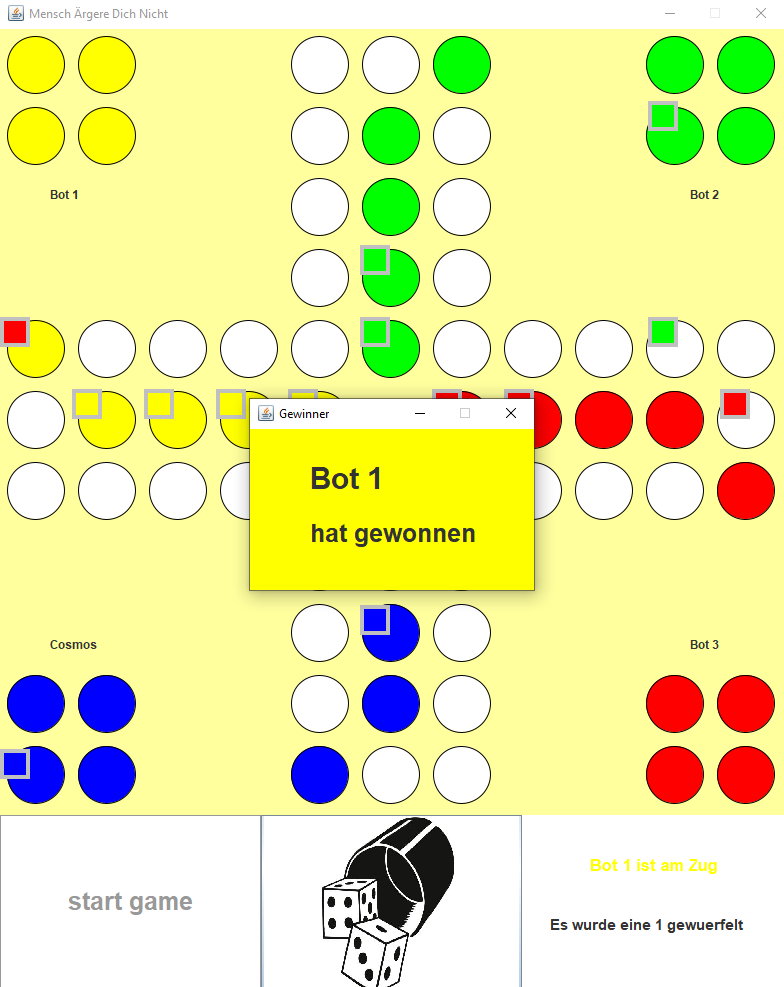 Mensch Ärgere Dich Nicht
Bot 1
Bot 2
Gewinner
Bot 1
hat gewonnen
Cosmos
Bot 3
start game
Bot 1 ist am Zug
Es wurde eine 1 gewuerfelt